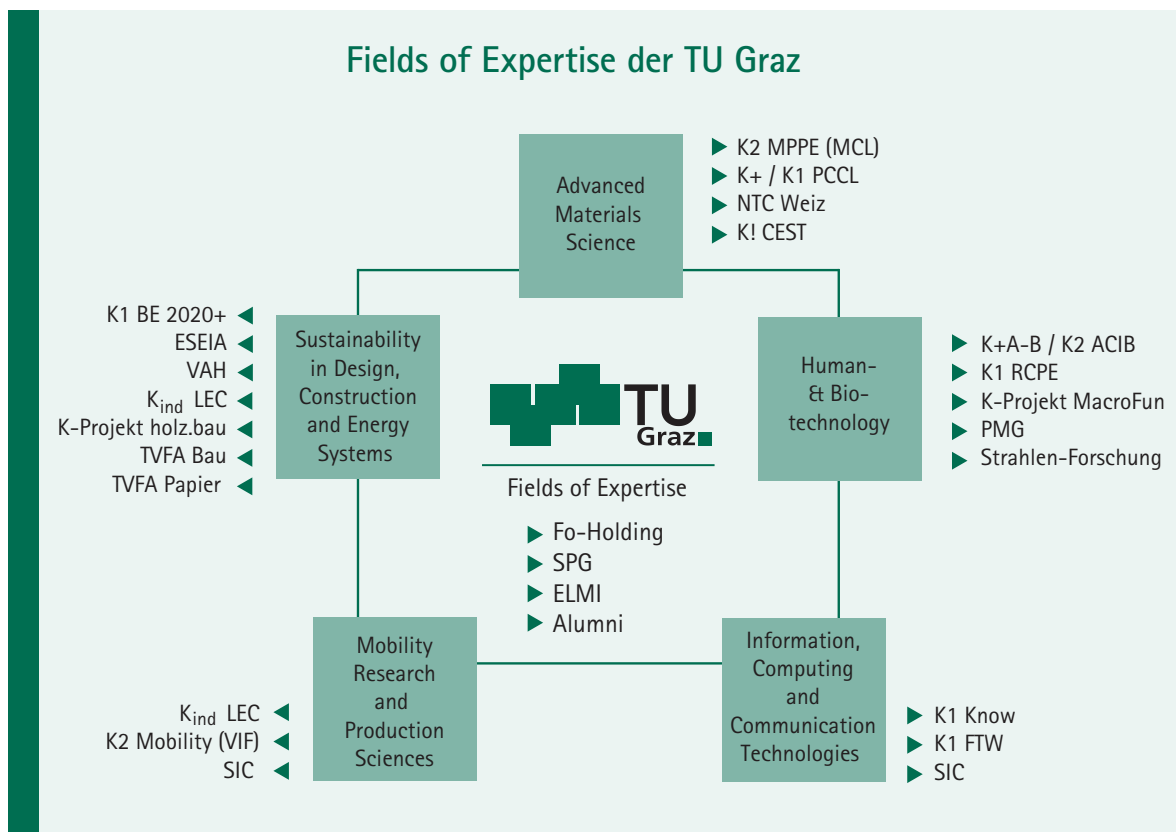 Fields of Expertise der TU Graz
Advanced
Materials
Science
K2 MPPE (MCL)
K+ / K1 PCCL
NTC Weiz
K! CEST
K1 BE 2020+
ESEIA
VAH
Kind LEC
K-Projekt holz.bau
TVFA Bau
TVFA Papier
Sustainability
in Design,
Construction
and Energy
Systems
TU
Graz
Fields of Expertise
Fo-Holding
SPG
ELMI
Alumni
Human-
& Bio-
technology
K+A-B / K2 ACIB
K1 RCPE
K-Projekt MacroFun
PMG
Strahlen-Forschung
Kind LEC
K2 Mobility (VIF)
SIC
Mobility
Research
and
Production
Sciences
Information,
Computing
and
Communication
Technologies
K1 Know
K1 FTW
SIC